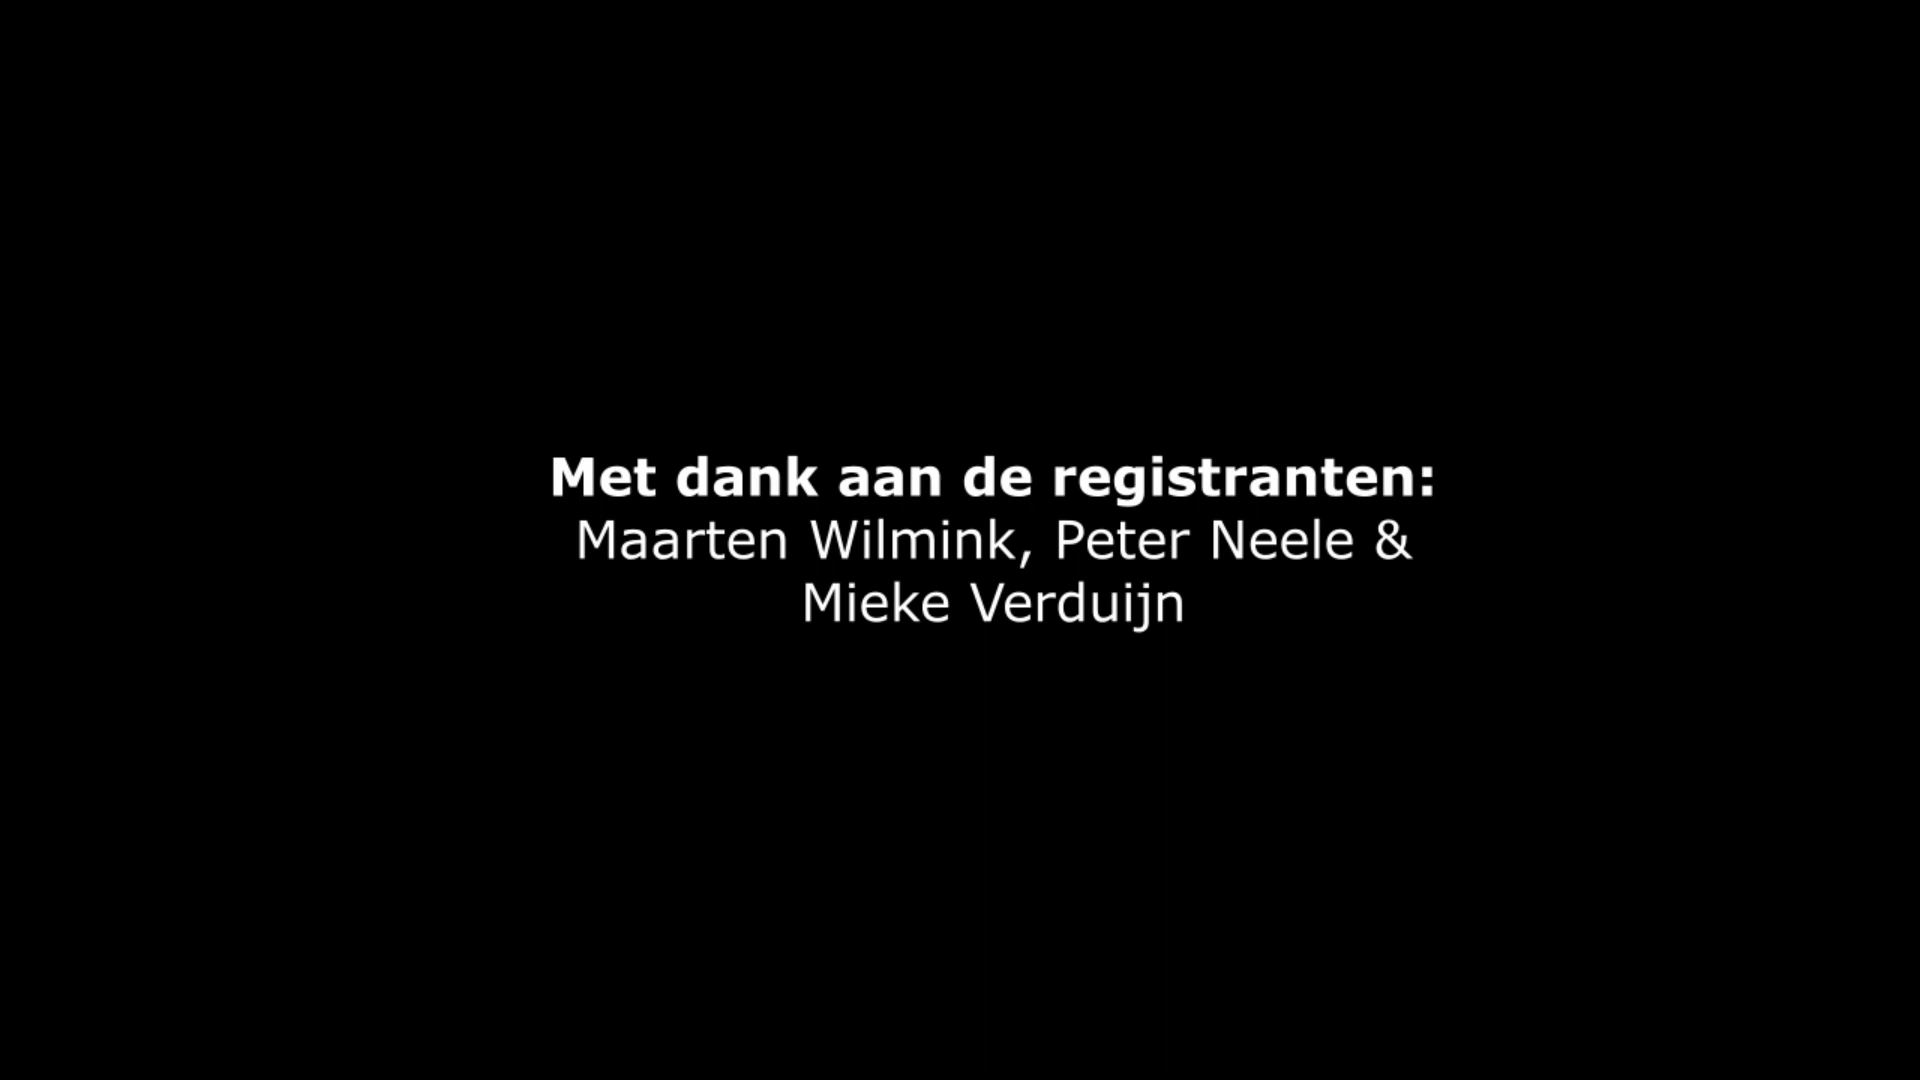 Met dank aan de registranten:
Maarten Wilmink, Peter Neele &
Mieke Verduijn